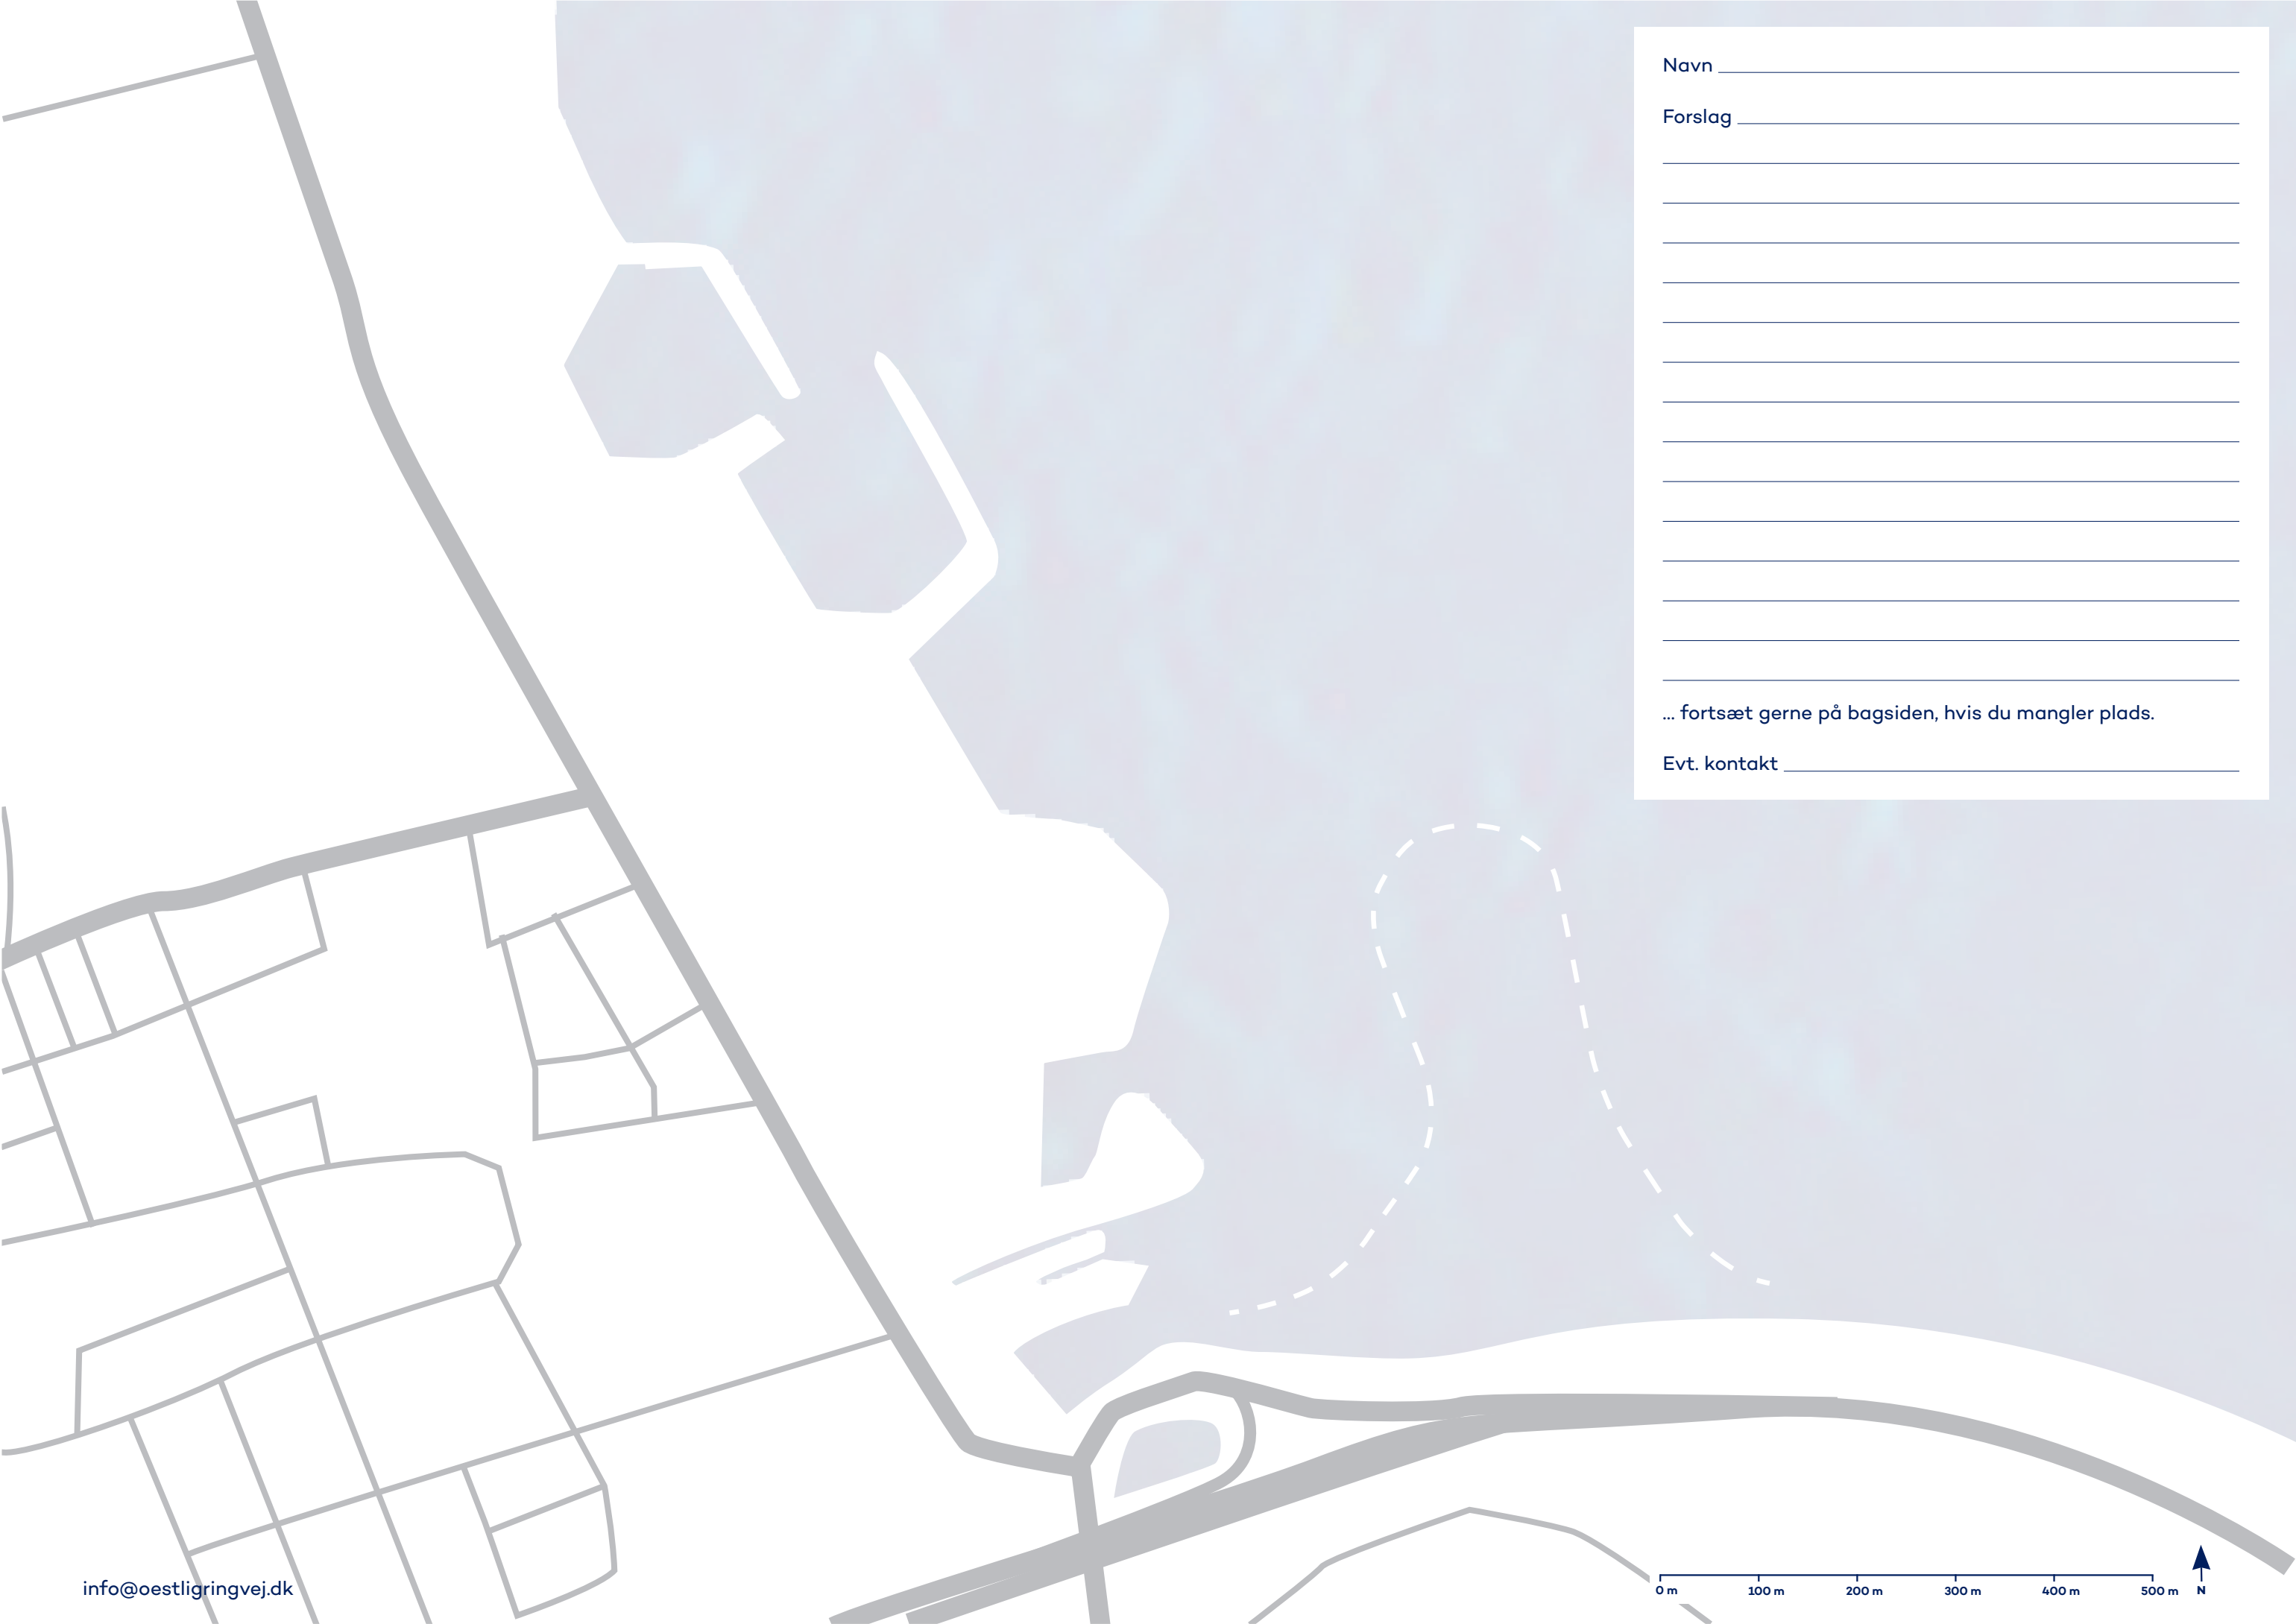 Navn
Forslag
... fortsæt gerne på bagsiden, hvis du mangler plads.
Evt. kontakt
info@oestligringvej.dk
0 m 100 m 200 m 300 m 400 m 500 m N